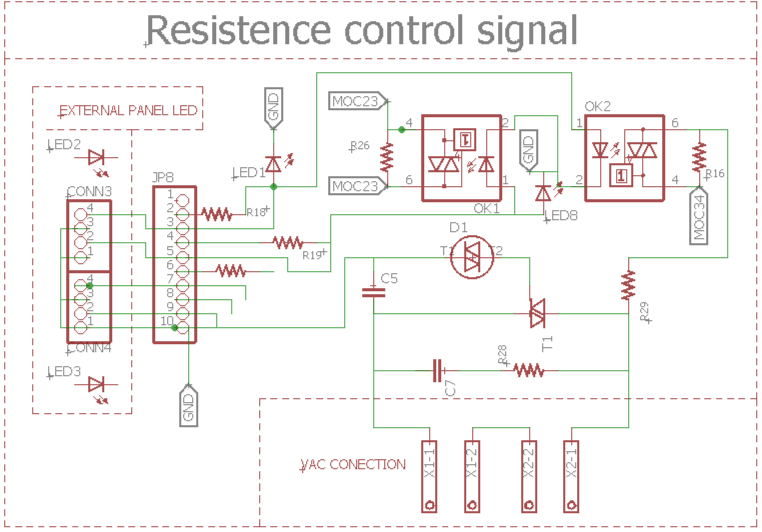 Resistence control signal
EXTERNAL PANEL LED
LED2
GND
LED1
MOC23
R26
MOC23
4
6
2
1
1
OK1
GND
LED8
OK2
1
2
1
6
4
R16
MOC34
CONN3
4
3
2
1
4
3
2
1
CONN4
LED3
JP8
1
2
3
4
5
6
7
8
9
10
R18
R19
GND
D1
T1
T2
C5
T1
R29
R28
C7
VAC CONECTION
X1-1
X1-2
X2-2
X2-1